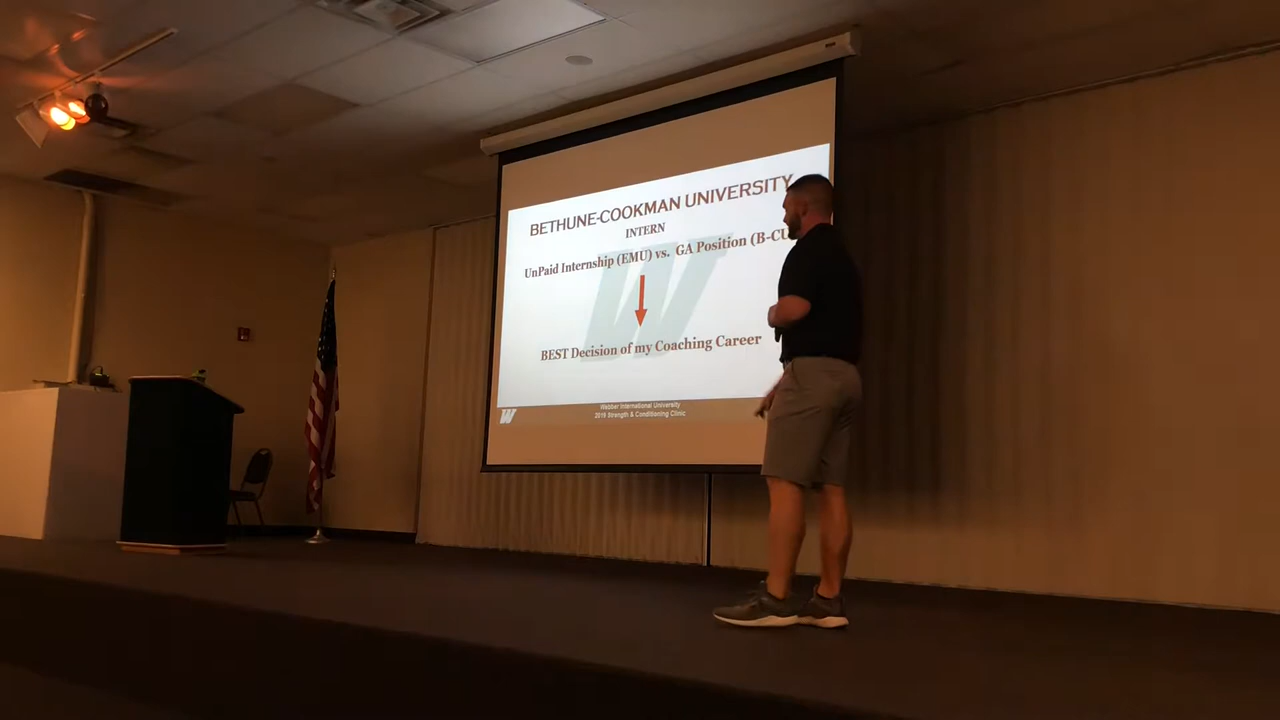 BETHUNE-COOKMAN UNIVERSITY
INTERN
UnPaid Internship (EMU) vs. GA Position (B-CU
BEST Decision of my Coaching Career
W
W
Webber International University
2019 Strength & Conditioning Clinic